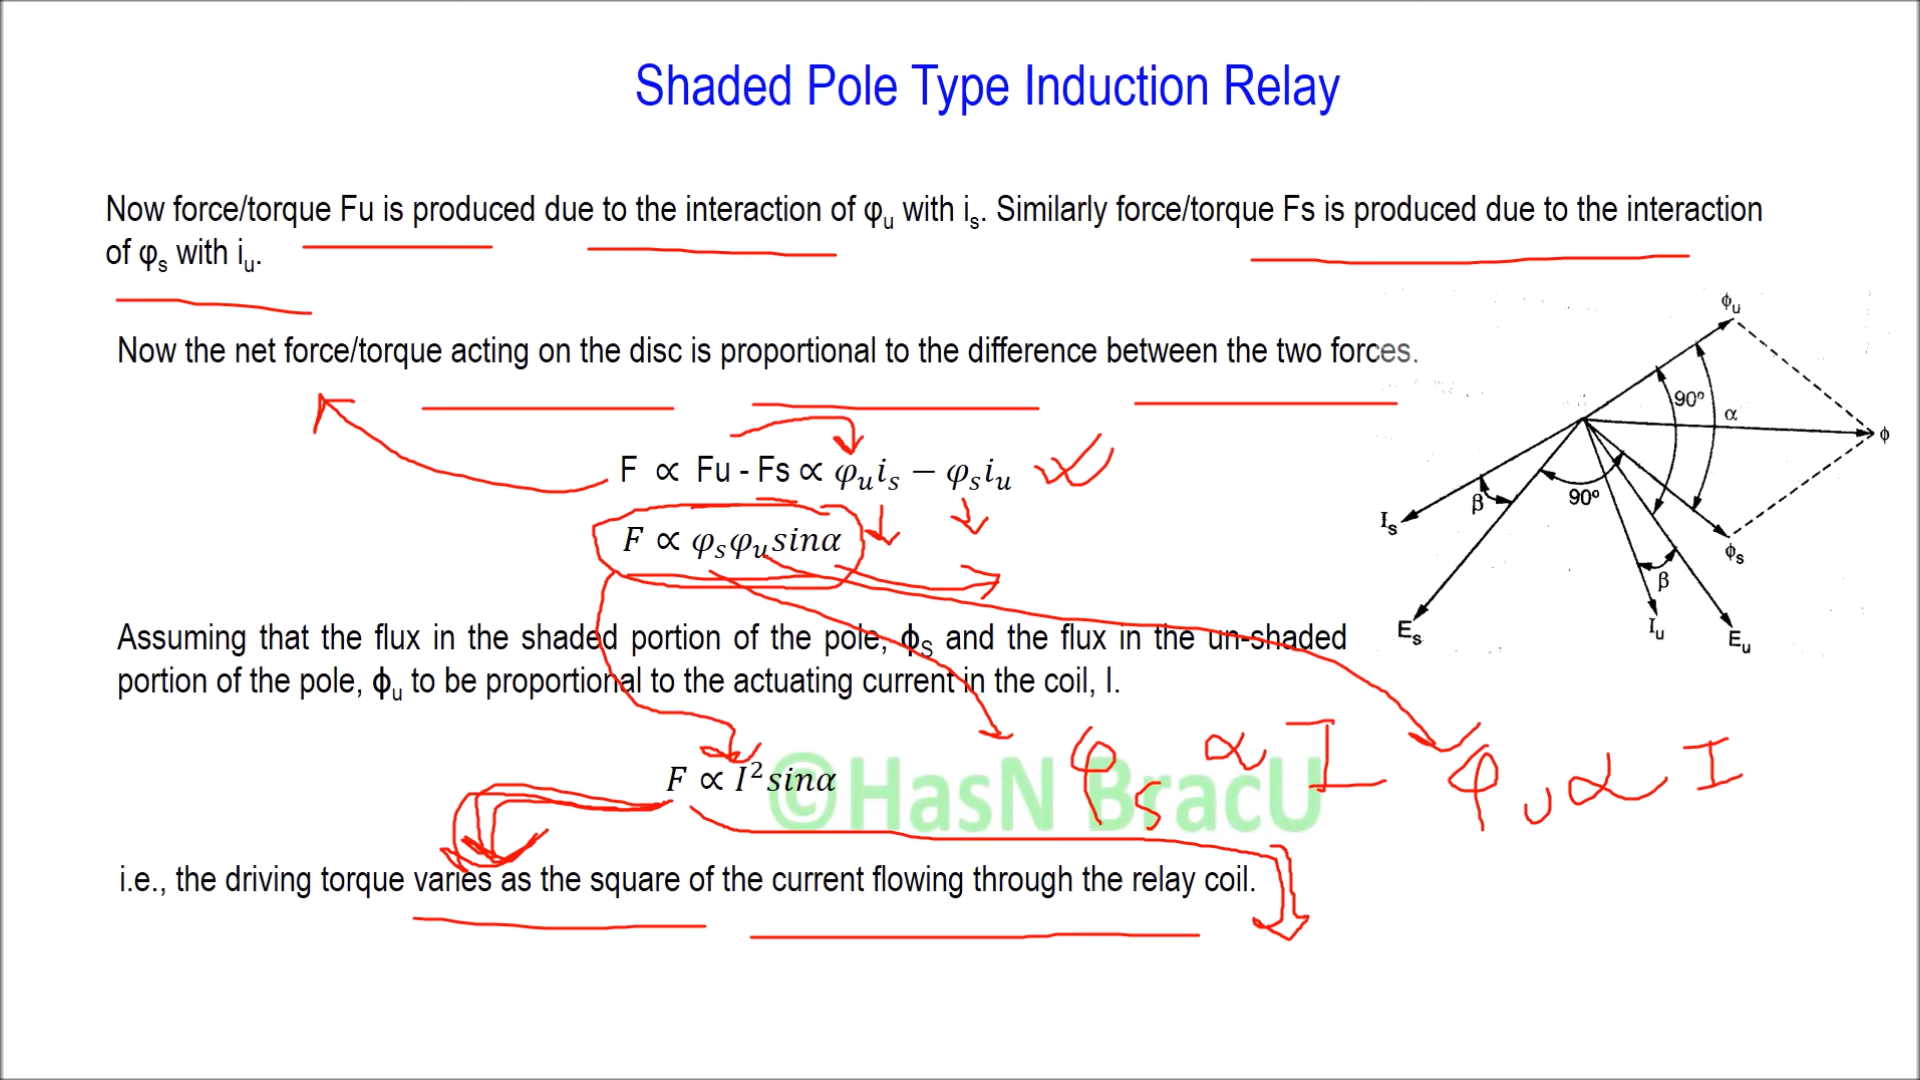 Shaded Pole Type Induction Relay
Now force/torque Fu is produced due to the interaction of φu with is. Similarly force/torque Fs is produced due to the interaction
of φs with iu.
Now the net force/torque acting on the disc is proportional to the difference between the two forces.
F ∝ Fu - Fs ∝ φuis − φsiu
F ∝ φsφusinα
Assuming that the flux in the shaded portion of the pole, ϕS and the flux in the un-shaded
portion of the pole, ϕu to be proportional to the actuating current in the coil, I.
F ∝ I²sinα
©HasN BracU
φs ∝ I
φu ∝ I
i.e., the driving torque varies as the square of the current flowing through the relay coil.
ϕu
90°
α
ϕ
β
90°
Is
ϕs
β
Es
Iu
Eu